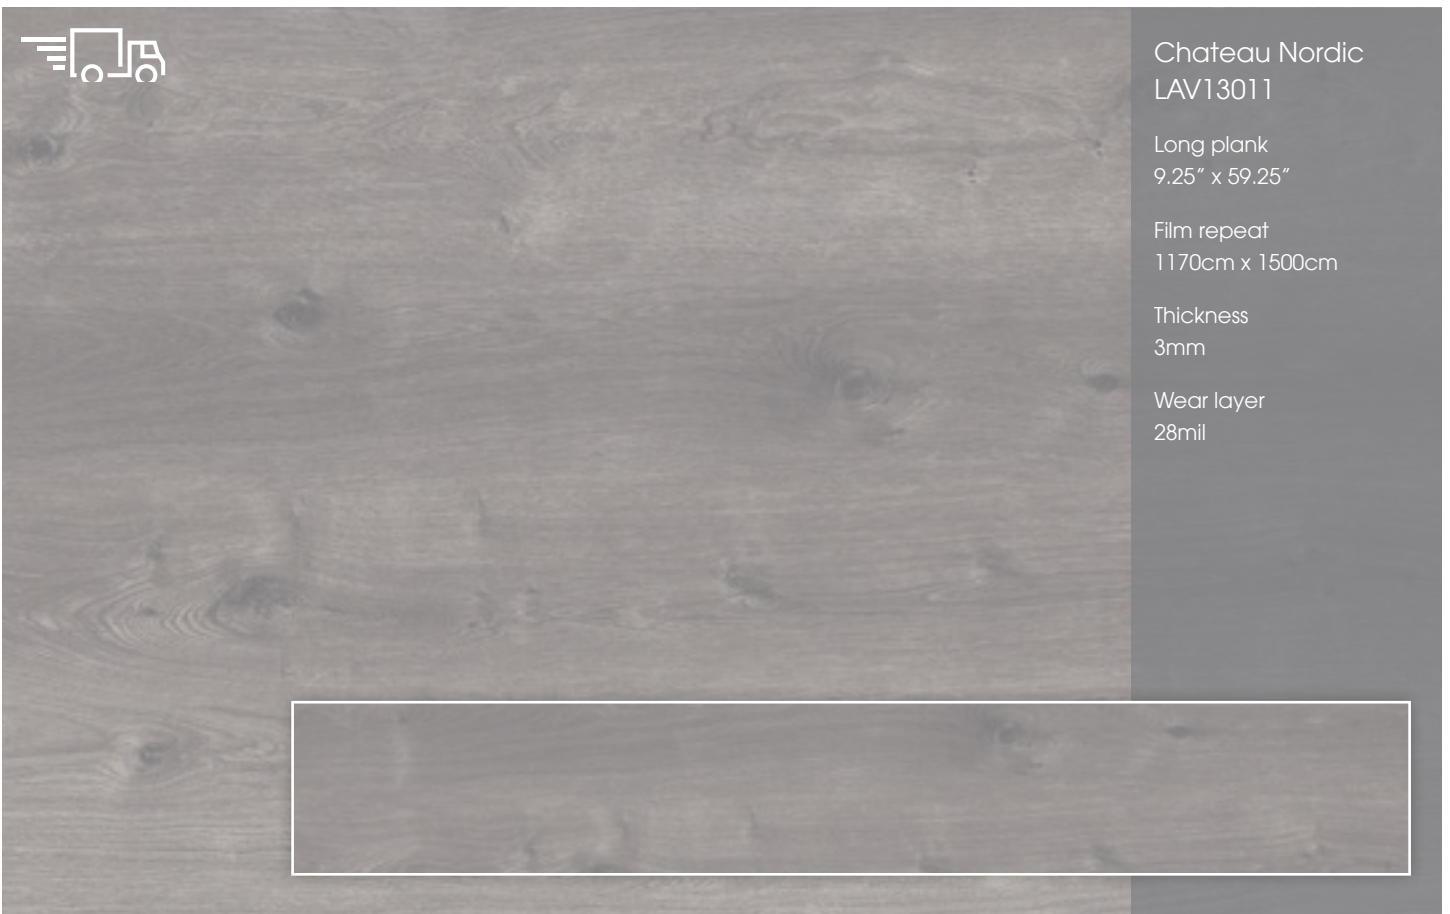 Chateau Nordic
LAV13011
Long plank
9.25” x 59.25”
Film repeat
1170cm x 1500cm
Thickness
3mm
Wear layer
28mil